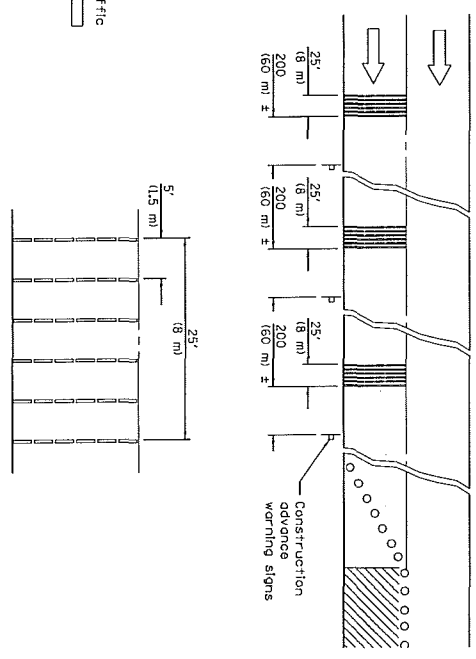 25'
(8 m)
200
(60 m) ±
25'
(8 m)
200
(60 m) ±
25'
(8 m)
200
(60 m) ±
Construction
advance
warning signs
5'
(1.5 m)
25'
(8 m)
ffic